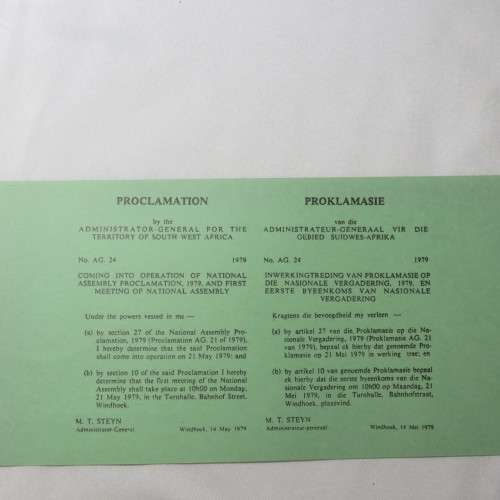 PROCLAMATION
by the
ADMINISTRATOR-GENERAL FOR THE
TERRITORY OF SOUTH WEST AFRICA
No. AG. 24 1979
COMING INTO OPERATION OF NATIONAL
ASSEMBLY PROCLAMATION, 1979, AND FIRST
MEETING OF NATIONAL ASSEMBLY
Under the powers vested in me —
(a) by section 27 of the National Assembly Pro-
clamation, 1979 (Proclamation AG. 21 of 1979),
I hereby determine that the said Proclamation
shall come into operation on 21 May 1979; and
(b) by section 10 of the said Proclamation I hereby
determine that the first meeting of the National
Assembly shall take place at 10h00 on Monday,
21 May 1979, in the Turnhalle, Bahnhof Street,
Windhoek.
M. T. STEYN
Administrator-General Windhoek, 14 May 1979
PROKLAMASIE
van die
ADMINISTRATEUR-GENERAAL VIR DIE
GEBIED SUIDWES-AFRIKA
No. AG. 24 1979
INWERKINGTREDING VAN PROKLAMASIE OP
DIE NASIONALE VERGADERING, 1979, EN
EERSTE BYEENKOMS VAN NASIONALE
VERGADERING
Kragtens die bevoegdheid my verleen —
(a) by artikel 27 van die Proklamasie op die Na-
sionale Vergadering, 1979 (Proklamasie AG. 21
van 1979), bepaal ek hierby dat genoemde Pro-
klamasie op 21 Mei 1979 in werking tree; en
(b) by artikel 10 van genoemde Proklamasie bepaal
ek hierby dat die eerste byeenkoms van die Na-
sionale Vergadering om 10h00 op Maandag, 21
Mei 1979, in die Turnhalle, Bahnhofstraat,
Windhoek, plaasvind.
M. T. STEYN
Administrateur-generaal Windhoek, 14 Mei 1979